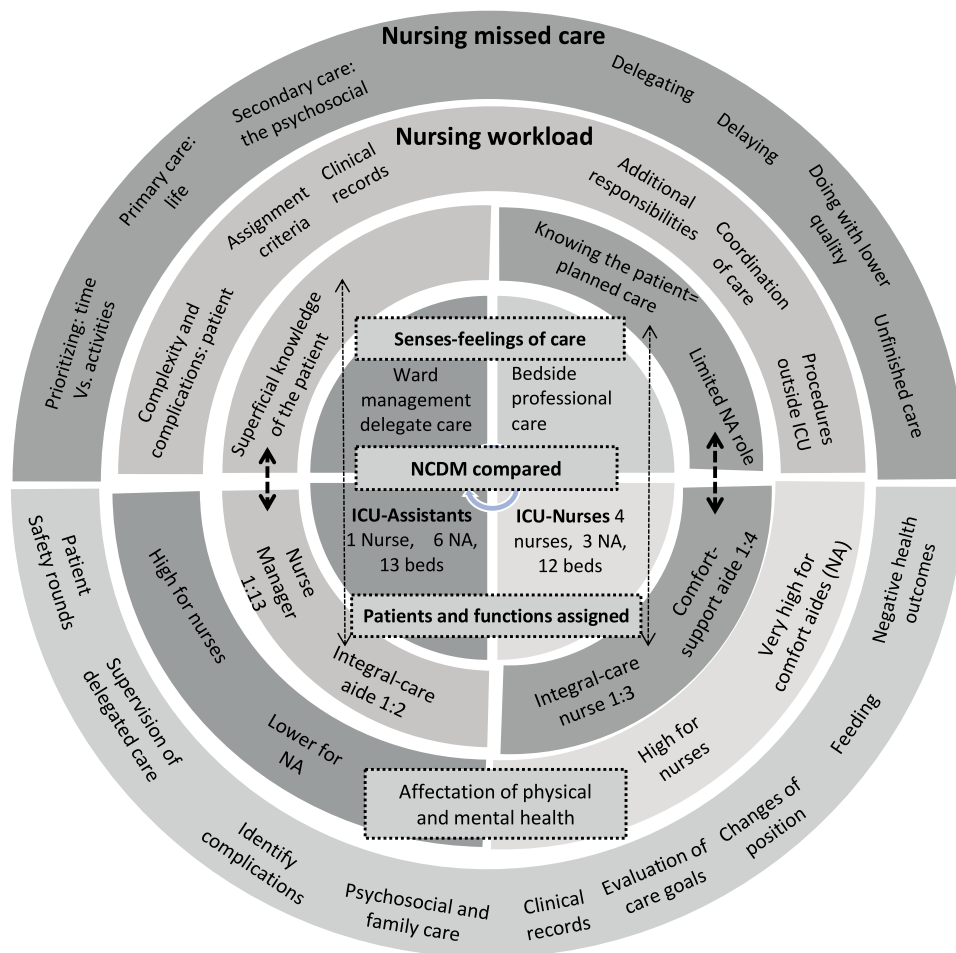 Nursing missed care
Prioritizing: time
Vs. activities
Primary care:
life
Secondary care:
the psychosocial
Delegating
Delaying
Doing with lower
quality
Unfinished care
Nursing workload
Complexity and
complications: patient
Assignment
criteria
Clinical
records
Additional
responsibilities
Coordination
of care
Procedures
outside ICU
Superficial knowledge
of the patient
Knowing the patient=
planned care
Limited NA role
Senses-feelings of care
Ward
management
delegate care
Bedside
professional
care
NCDM compared
ICU-Assistants
1 Nurse, 6 NA,
13 beds
ICU-Nurses 4
nurses, 3 NA,
12 beds
Patients and functions assigned
Nurse
Manager
1:13
Integral-care
aide 1:2
Integral-care
nurse 1:3
Comfort-
support aide 1:4
High for nurses
Lower for
NA
High for
nurses
Very high for
comfort aides (NA)
Affectation of physical
and mental health
Patient
Safety rounds
Supervision of
delegated care
Identify
complications
Psychosocial and
family care
Clinical
records
Evaluation of
care goals
Changes of
position
Feeding
Negative health
outcomes